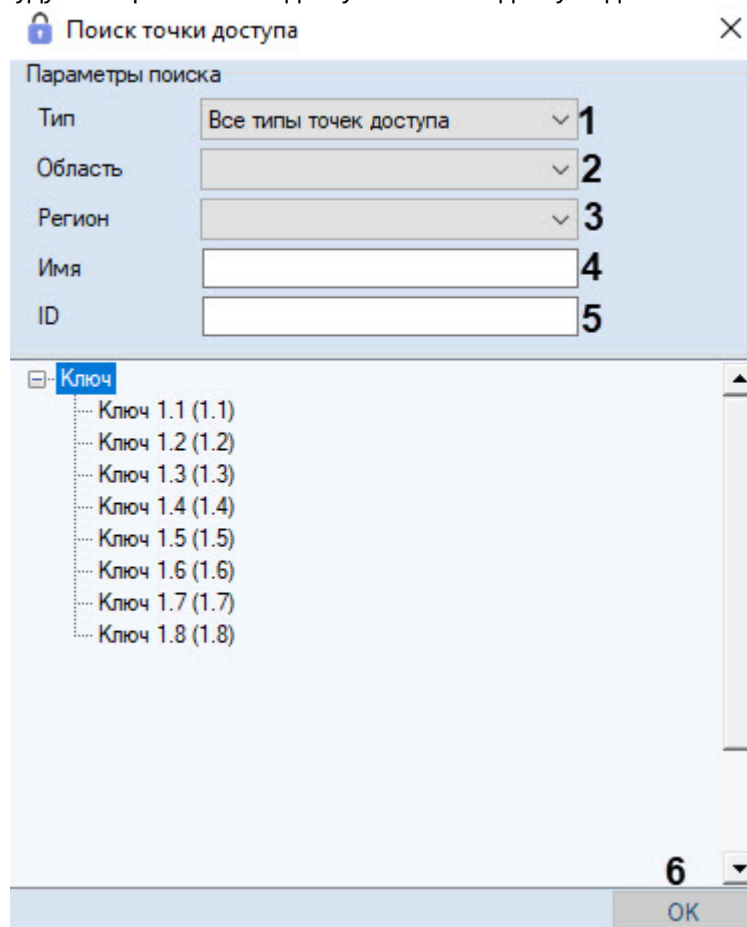 Поиск точки доступа
Параметры поиска
Тип Все типы точек доступа 1
Область 2
Регион 3
Имя 4
ID 5
Ключ
Ключ 1.1 (1.1)
Ключ 1.2 (1.2)
Ключ 1.3 (1.3)
Ключ 1.4 (1.4)
Ключ 1.5 (1.5)
Ключ 1.6 (1.6)
Ключ 1.7 (1.7)
Ключ 1.8 (1.8)
6
OK